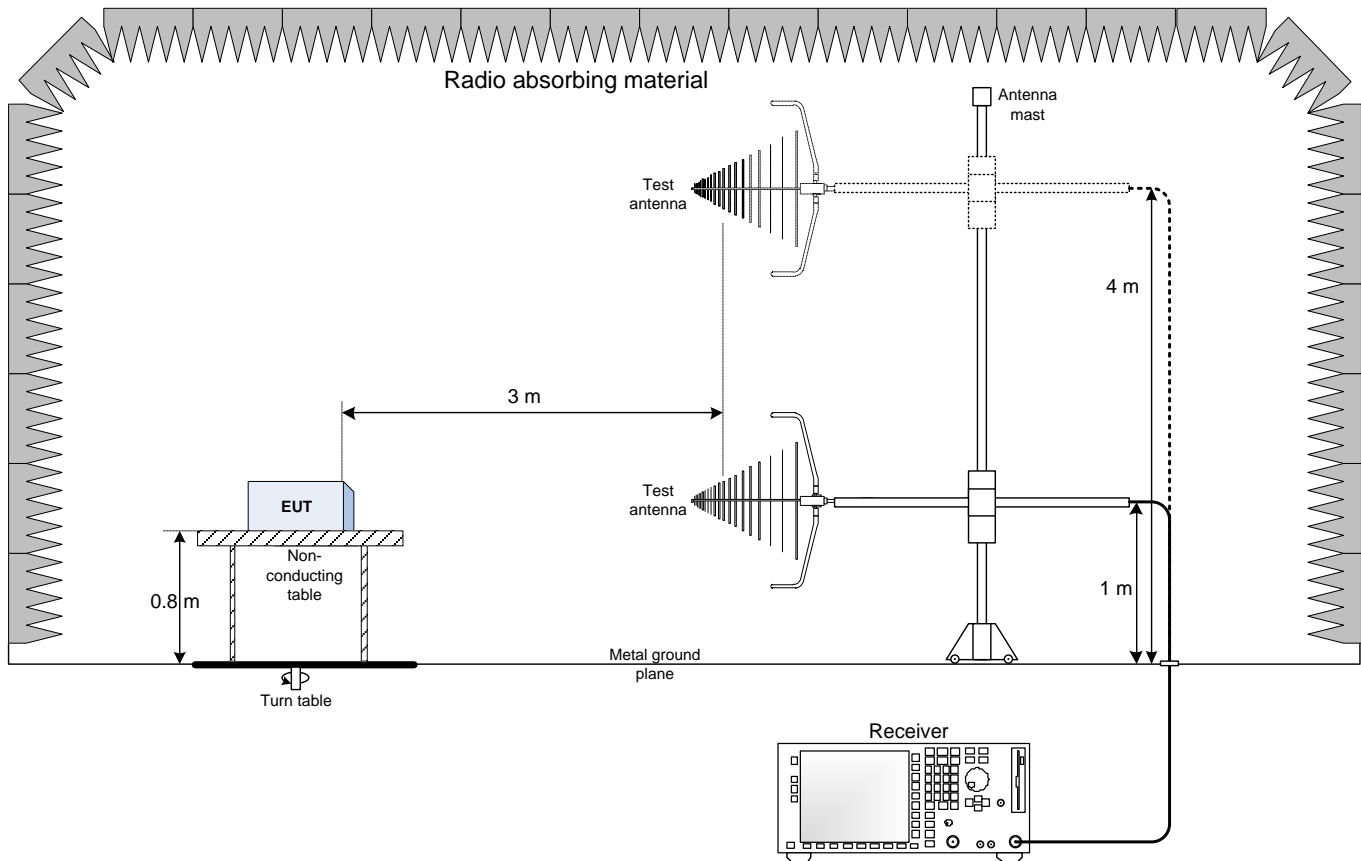 Radio absorbing material
Antenna
mast
Test
antenna
4 m
3 m
Test
antenna
EUT
Non-
conducting
table
0.8 m
1 m
Metal ground
plane
Turn table
Receiver